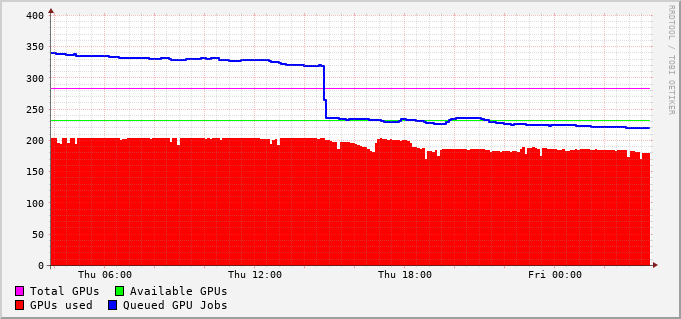 400
350
300
250
200
150
100
50
0
Thu 06:00 Thu 12:00 Thu 18:00 Fri 00:00
Total GPUs Available GPUs
GPUs used Queued GPU Jobs
RRDTOOL / TOBI OETIKER